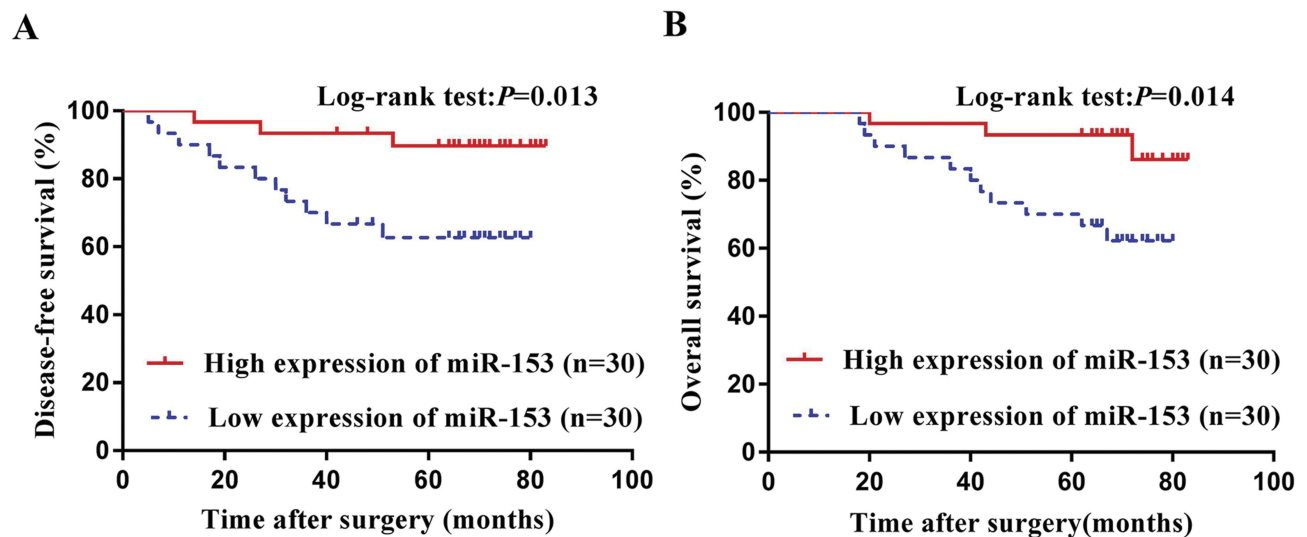 A
Log-rank test:P=0.013
Disease-free survival (%)
100
80
60
40
20
0
High expression of miR-153 (n=30)
Low expression of miR-153 (n=30)
0 20 40 60 80 100
Time after surgery (months)
B
Log-rank test:P=0.014
Overall survival (%)
100
80
60
40
20
0
High expression of miR-153 (n=30)
Low expression of miR-153 (n=30)
0 20 40 60 80 100
Time after surgery(months)